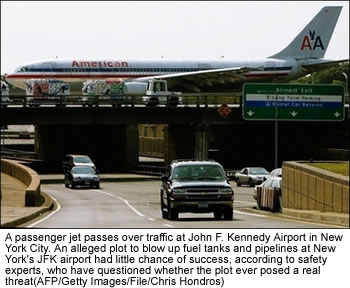 American
AA
Airport Exit
Long Term Parking
Rental Car Returns
A passenger jet passes over traffic at John F. Kennedy Airport in New
York City. An alleged plot to blow up fuel tanks and pipelines at New
York's JFK airport had little chance of success, according to safety
experts, who have questioned whether the plot ever posed a real
threat(AFP/Getty Images/File/Chris Hondros)